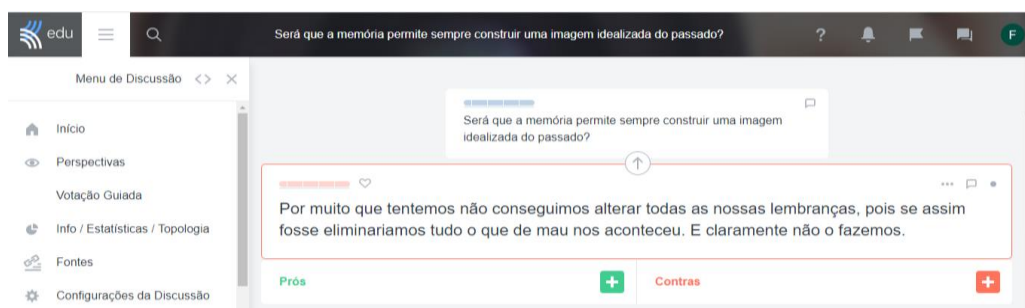 edu
Será que a memória permite sempre construir uma imagem idealizada do passado?
?
F
Menu de Discussão <> ×
Início
Perspectivas
Votação Guiada
Info / Estatísticas / Topologia
Fontes
Configurações da Discussão
Será que a memória permite sempre construir uma imagem
idealizada do passado?
Por muito que tentemos não conseguimos alterar todas as nossas lembranças, pois se assim
fosse eliminariamos tudo o que de mau nos aconteceu. E claramente não o fazemos.
Prós
Contras